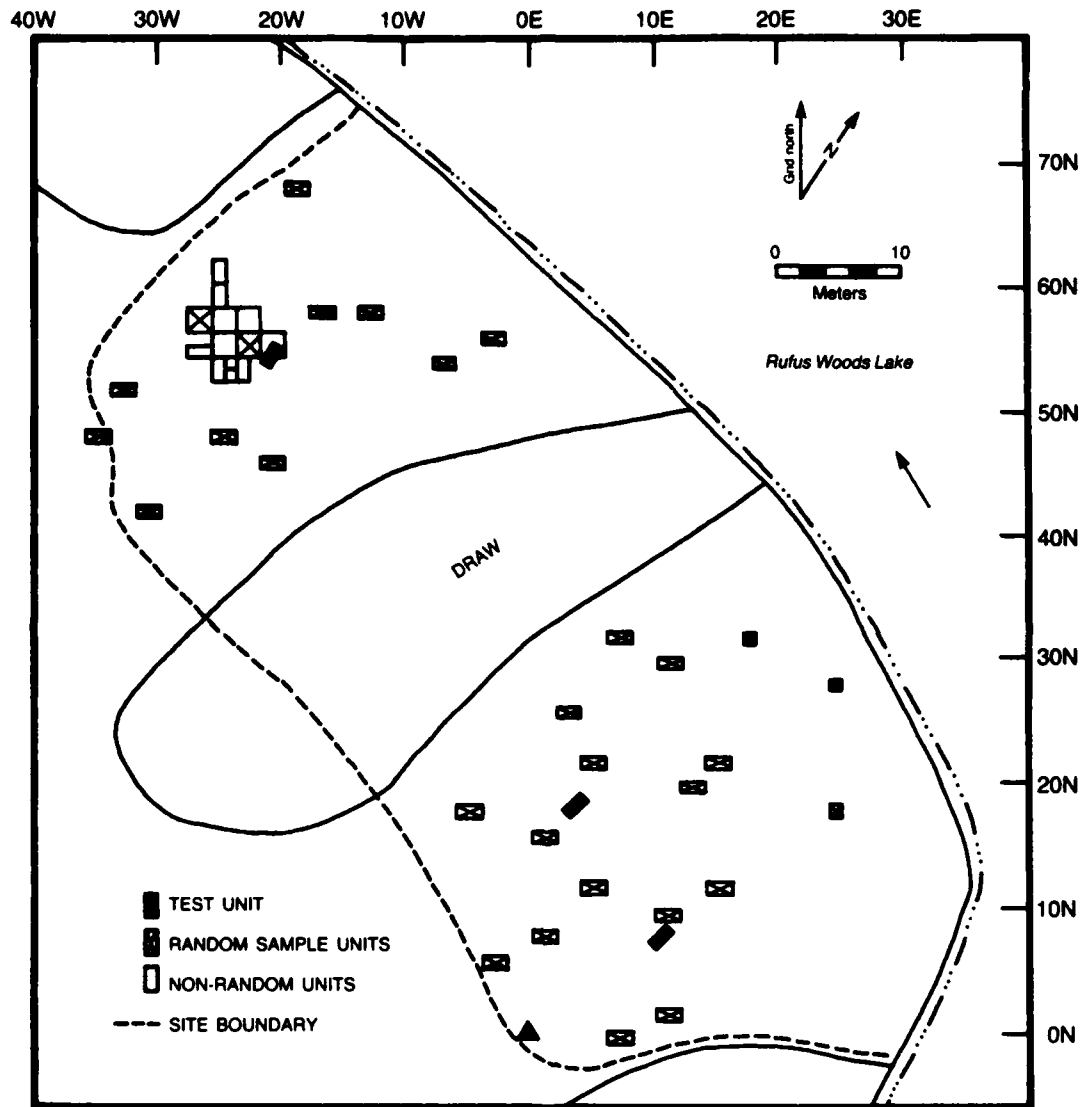 40W 30W 20W 10W 0E 10E 20E 30E
70N
60N
50N
40N
30N
20N
10N
0N
Grid north
N
0 10
Meters
Rufus Woods Lake
DRAW
TEST UNIT
RANDOM SAMPLE UNITS
NON-RANDOM UNITS
SITE BOUNDARY